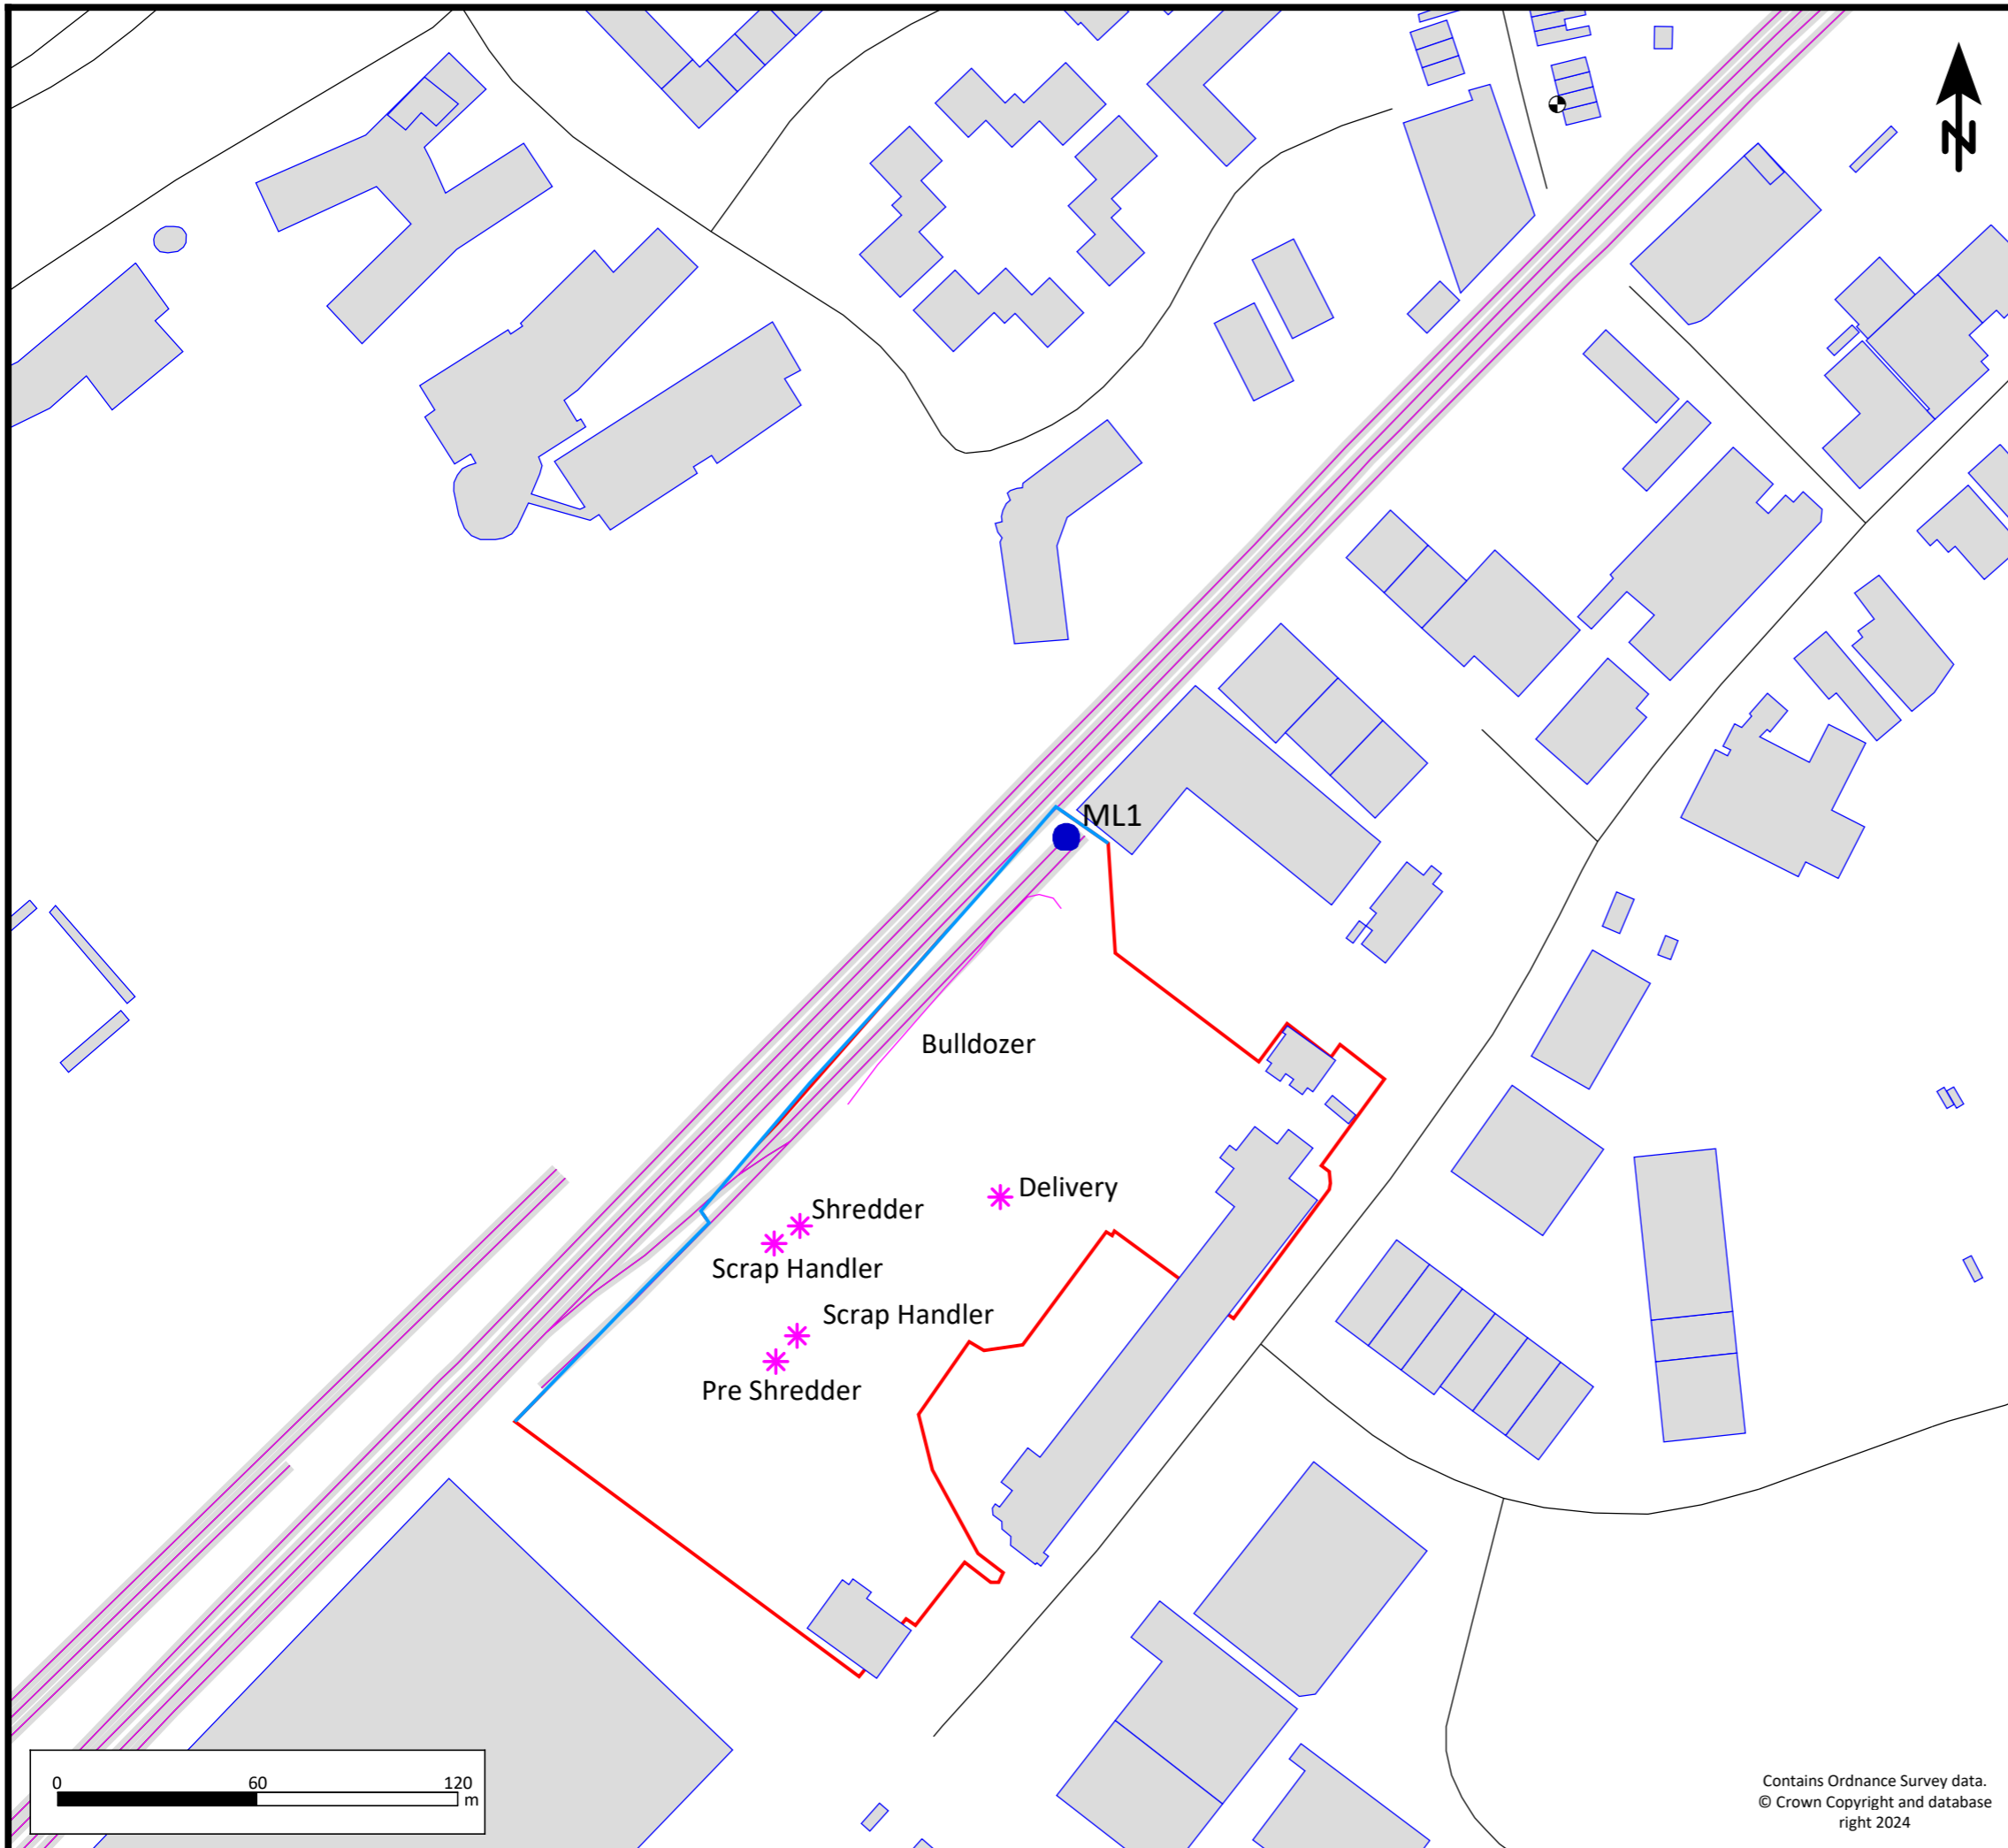 N
ML1
Bulldozer
Delivery
Shredder
Scrap Handler
Scrap Handler
Pre Shredder
0 60 120
m
Contains Ordnance Survey data.
© Crown Copyright and database
right 2024